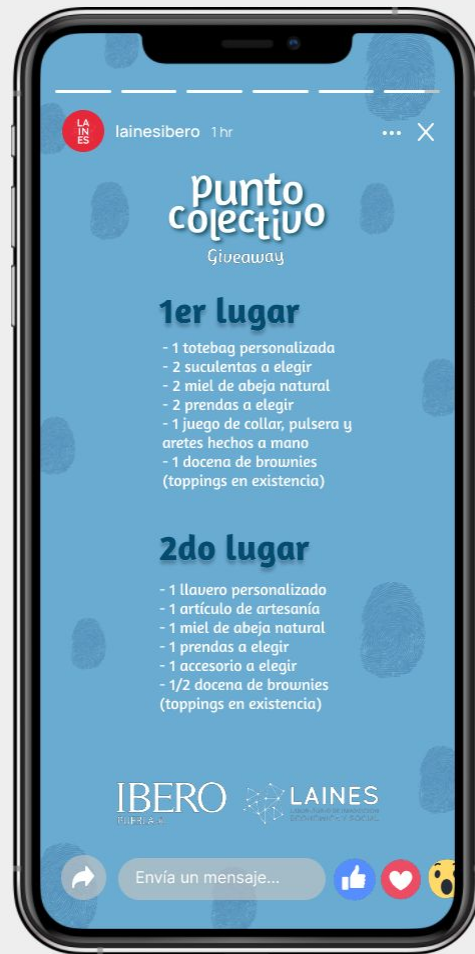 LA
IN
ES
lainesibero 1 hr
punto
colectivo
Giveaway
1er lugar
- 1 totebag personalizada
- 2 suculentas a elegir
- 2 miel de abeja natural
- 2 prendas a elegir
- 1 juego de collar, pulsera y
aretes hechos a mano
- 1 docena de brownies
(toppings en existencia)
2do lugar
- 1 llavero personalizado
- 1 artículo de artesanía
- 1 miel de abeja natural
- 1 prendas a elegir
- 1 accesorio a elegir
- 1/2 docena de brownies
(toppings en existencia)
IBERO
PUEBLA
LAINES
Envía un mensaje...